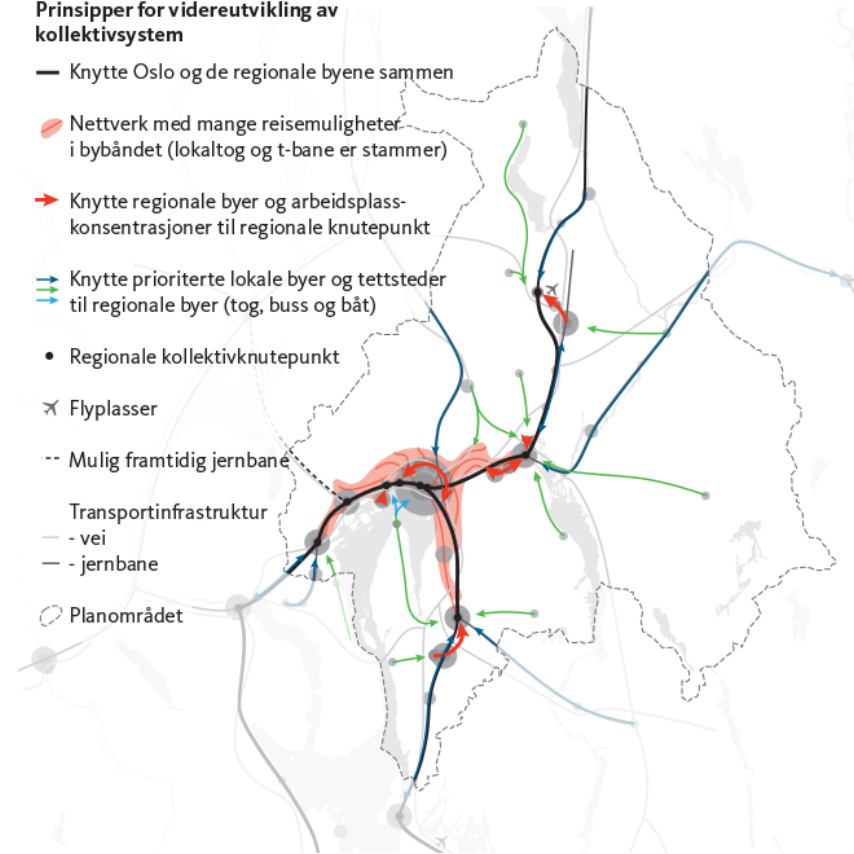 Prinsipper for videreutvikling av
kollektivsystem
Knytte Oslo og de regionale byene sammen
Nettverk med mange reisemuligheter
i bybåndet (lokaltog og t-bane er stammer)
Knytte regionale byer og arbeidsplass-
konsentrasjoner til regionale knutepunkt
Knytte prioriterte lokale byer og tettsteder
til regionale byer (tog, buss og båt)
Regionale kollektivknutepunkt
Flyplasser
Mulig framtidig jernbane
Transportinfrastruktur
- vei
- jernbane
Planområdet